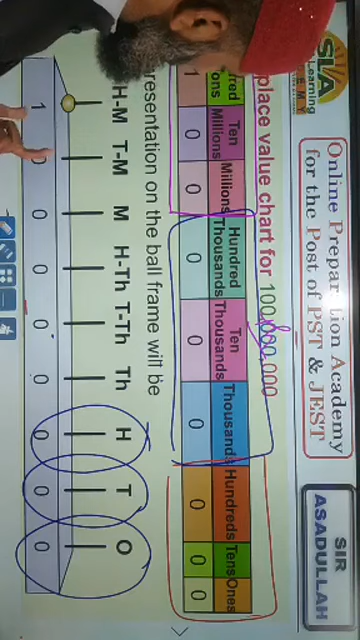 SLA
Learning
EMY
Online Preparation Academy
for the Post of PST & JEST
SIR
ASADULLAH
place value chart for 100,000,000
Ten Millions Millions Hundred Thousands Ten Thousands Thousands Hundreds Tens Ones
1 0 0 0 0 0 0 0 0
resentation on the ball frame will be
H-M T-M M H-Th T-Th Th H T O
1 0 0 0 0 0 0 0 0